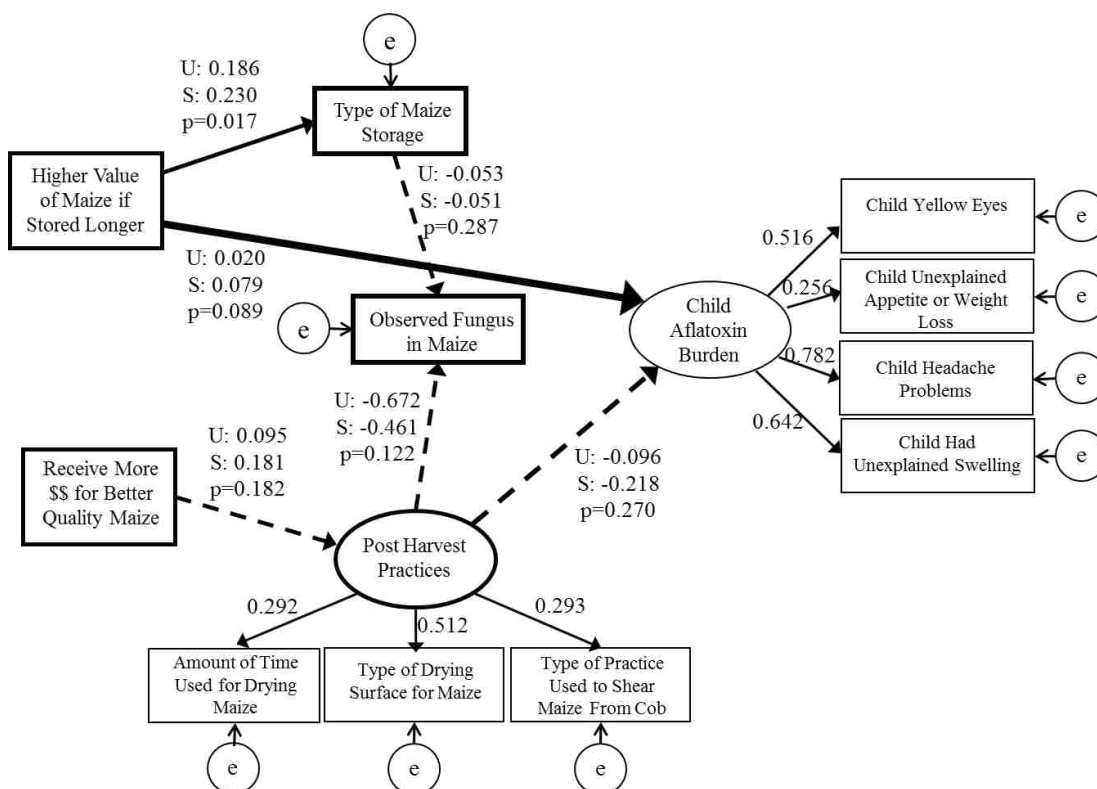 e
U: 0.186
S: 0.230
p=0.017
Type of Maize
Storage
Higher Value
of Maize if
Stored Longer
U: -0.053
S: -0.051
p=0.287
Child Yellow Eyes
e
0.516
U: 0.020
S: 0.079
p=0.089
0.256
Child Unexplained
Appetite or Weight
Loss
e
e
Observed Fungus
in Maize
Child
Aflatoxin
Burden
0.782
Child Headache
Problems
e
U: -0.672
S: -0.461
p=0.122
0.642
Child Had
Unexplained Swelling
e
U: 0.095
S: 0.181
p=0.182
Receive More
$$ for Better
Quality Maize
U: -0.096
S: -0.218
p=0.270
Post Harvest
Practices
0.292
0.512
0.293
Amount of Time
Used for Drying
Maize
Type of Drying
Surface for Maize
Type of Practice
Used to Shear
Maize From Cob
e
e
e